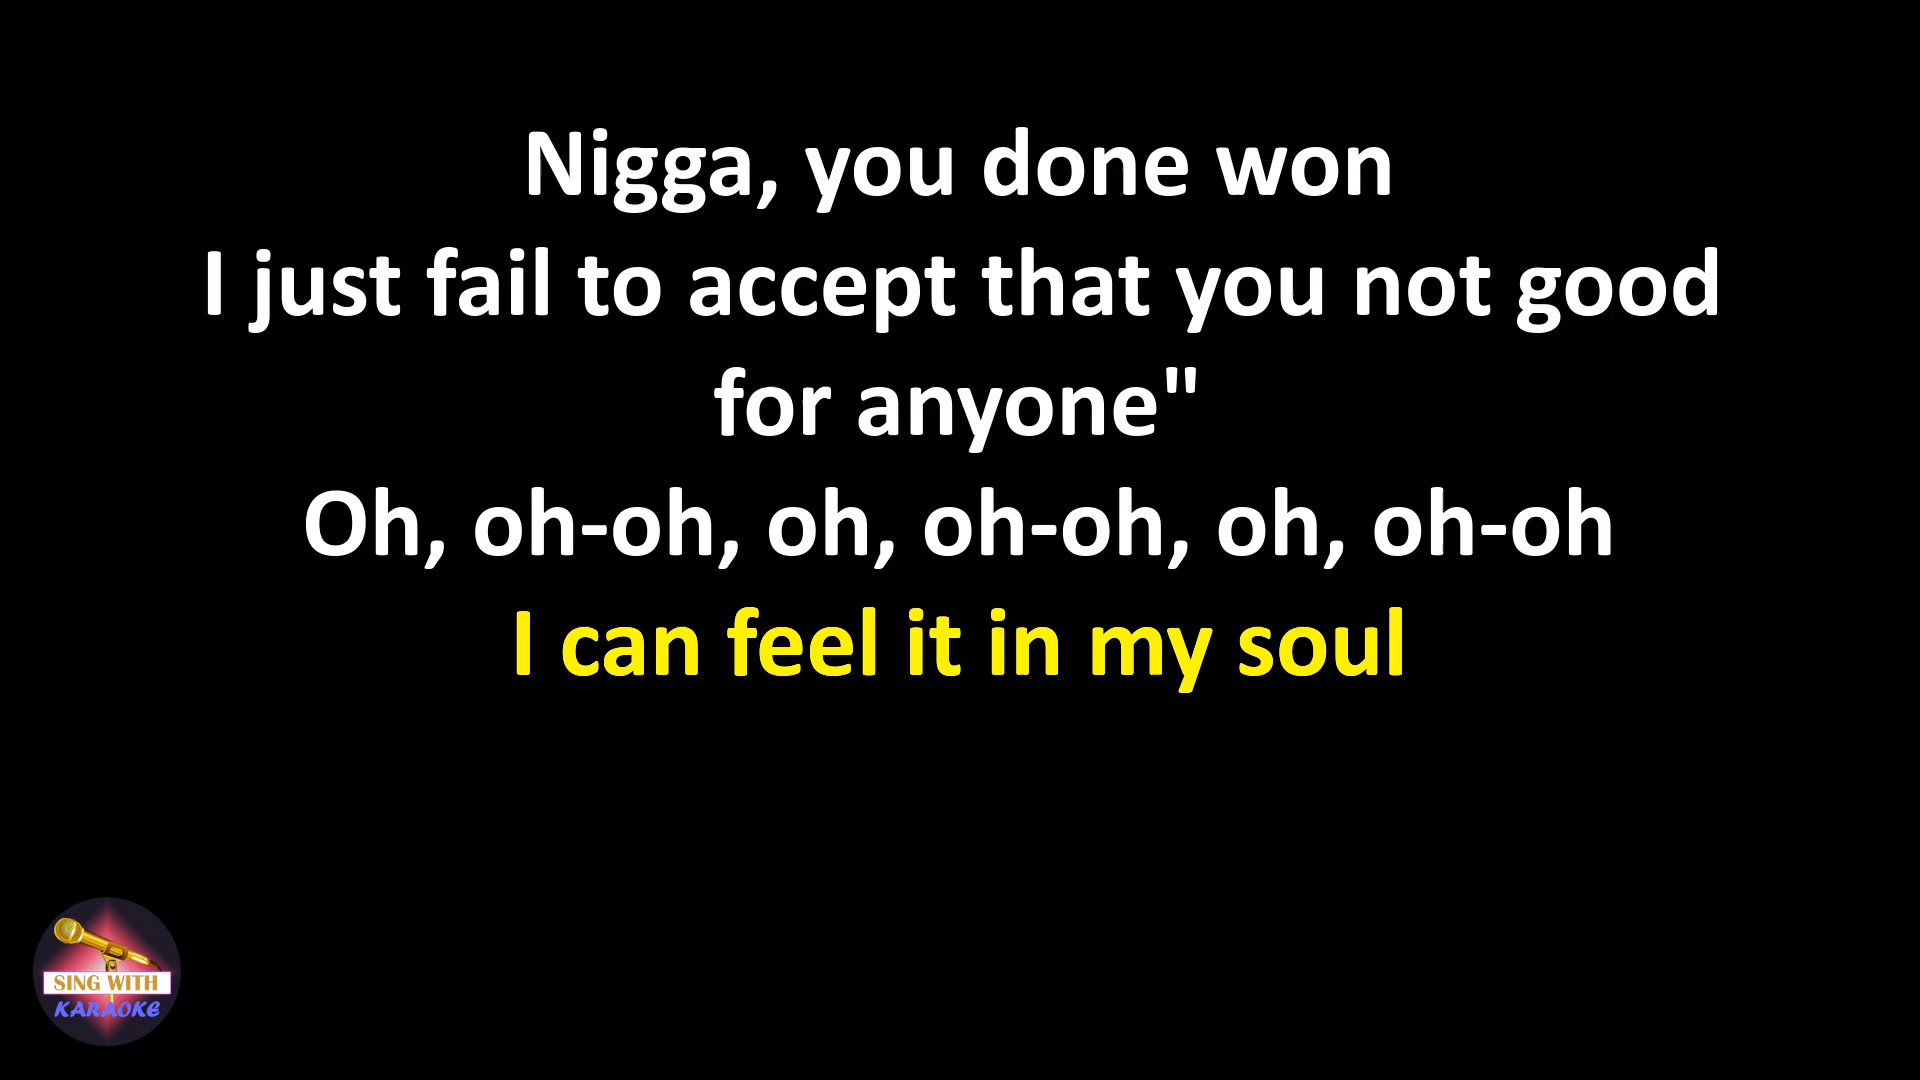 Nigga, you done won
I just fail to accept that you not good
for anyone"
Oh, oh-oh, oh, oh-oh, oh, oh-oh
I can feel it in my soul
SING WITH
KARAOKE